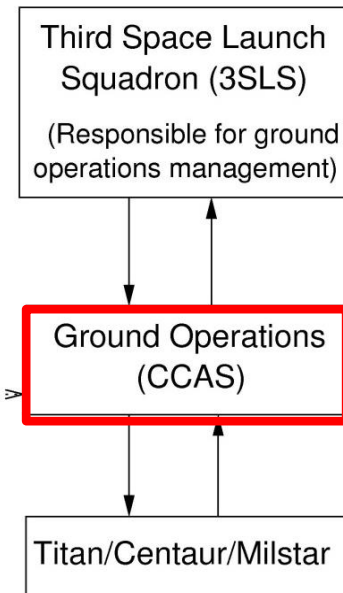 Third Space Launch
Squadron (3SLS)
(Responsible for ground
operations management)
Ground Operations
(CCAS)
Titan/Centaur/Milstar